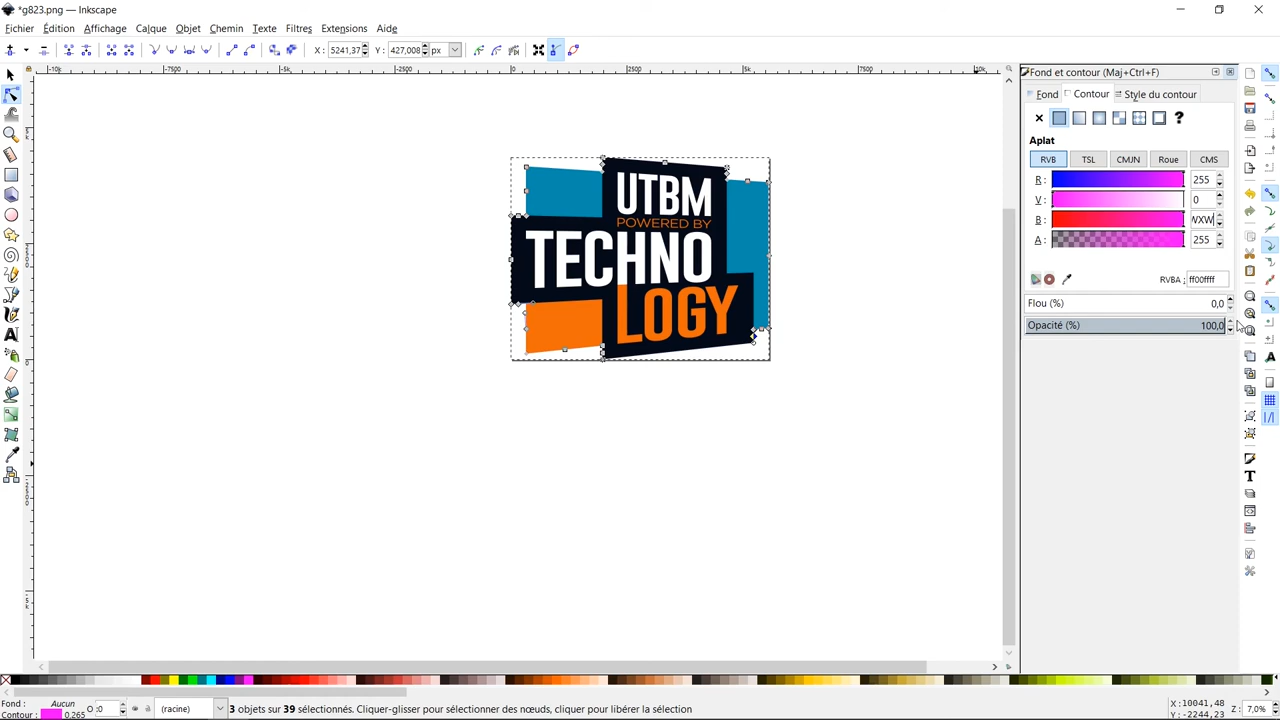 *g823.png — Inkscape
Fichier Édition Affichage Calque Objet Chemin Texte Filtres Extensions Aide
X : 5241,37 Y : 427,008 px
Fond et contour (Maj+Ctrl+F)
Fond Contour Style du contour
?
Aplat
RVB TSL CMJN Roue CMS
R : 255
V : 0
B :
A : 255
RVBA : ff00ffff
Flou (%) 0,0
Opacité (%) 100,0
UTBM
POWERED BY
TECHNO
LOGY
Fond : Aucun
Contour : 0.265
O : 0
(racine)
3 objets sur 39 sélectionnés. Cliquer-glisser pour sélectionner des nœuds, cliquer pour libérer la sélection
X : 10041,48
Y : -2244,23
Z : 7,0%